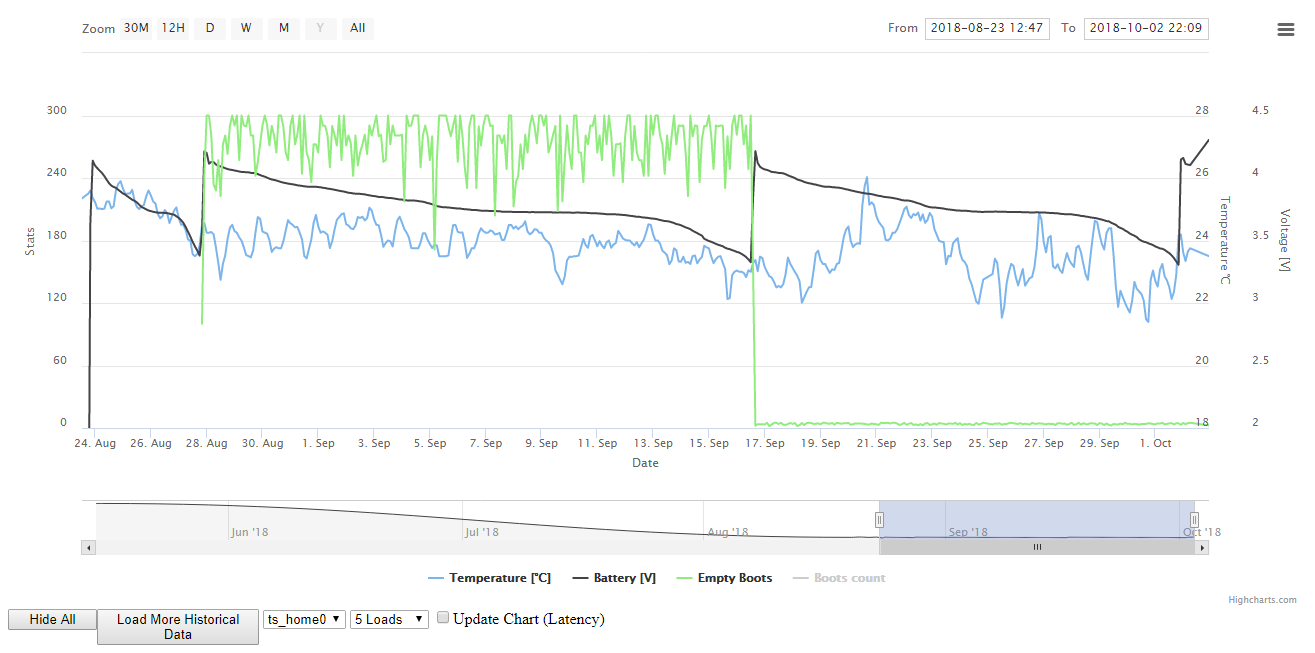 Zoom 30M 12H D W M Y All From 2018-08-23 12:47 To 2018-10-02 22:09
300 28 4.5
240 26 4
180 24 3.5
120 22 3
60 20 2.5
0 18 2
Stats
Temperature °C
Voltage [V]
24. Aug 26. Aug 28. Aug 30. Aug 1. Sep 3. Sep 5. Sep 7. Sep 9. Sep 11. Sep 13. Sep 15. Sep 17. Sep 19. Sep 21. Sep 23. Sep 25. Sep 27. Sep 29. Sep 1. Oct
Date
Jun '18 Jul '18 Aug '18 Sep '18 Oct '18
Temperature [°C] Battery [V] Empty Boots Boots count
Highcharts.com
Hide All Load More Historical ts_home0 5 Loads Update Chart (Latency)
Data